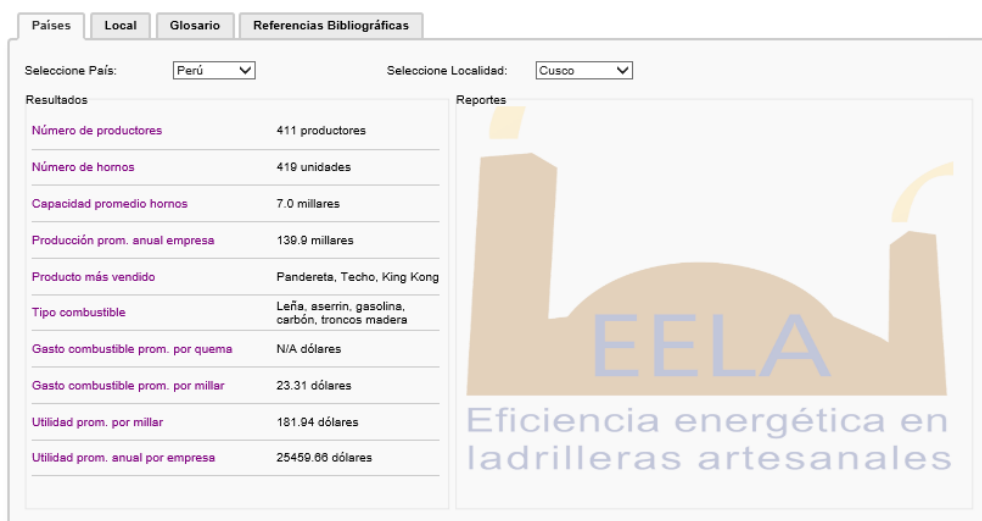 Países Local Glosario Referencias Bibliográficas
Seleccione País: Perú Seleccione Localidad: Cusco
Resultados
Número de productores 411 productores
Número de hornos 419 unidades
Capacidad promedio hornos 7.0 millares
Producción prom. anual empresa 139.9 millares
Producto más vendido Pandereta, Techo, King Kong
Tipo combustible Leña, aserrin, gasolina,
carbón, troncos madera
Gasto combustible prom. por quema N/A dólares
Gasto combustible prom. por millar 23.31 dólares
Utilidad prom. por millar 181.94 dólares
Utilidad prom. anual por empresa 25459.66 dólares
Reportes
EELA
Eficiencia energética en
ladrilleras artesanales